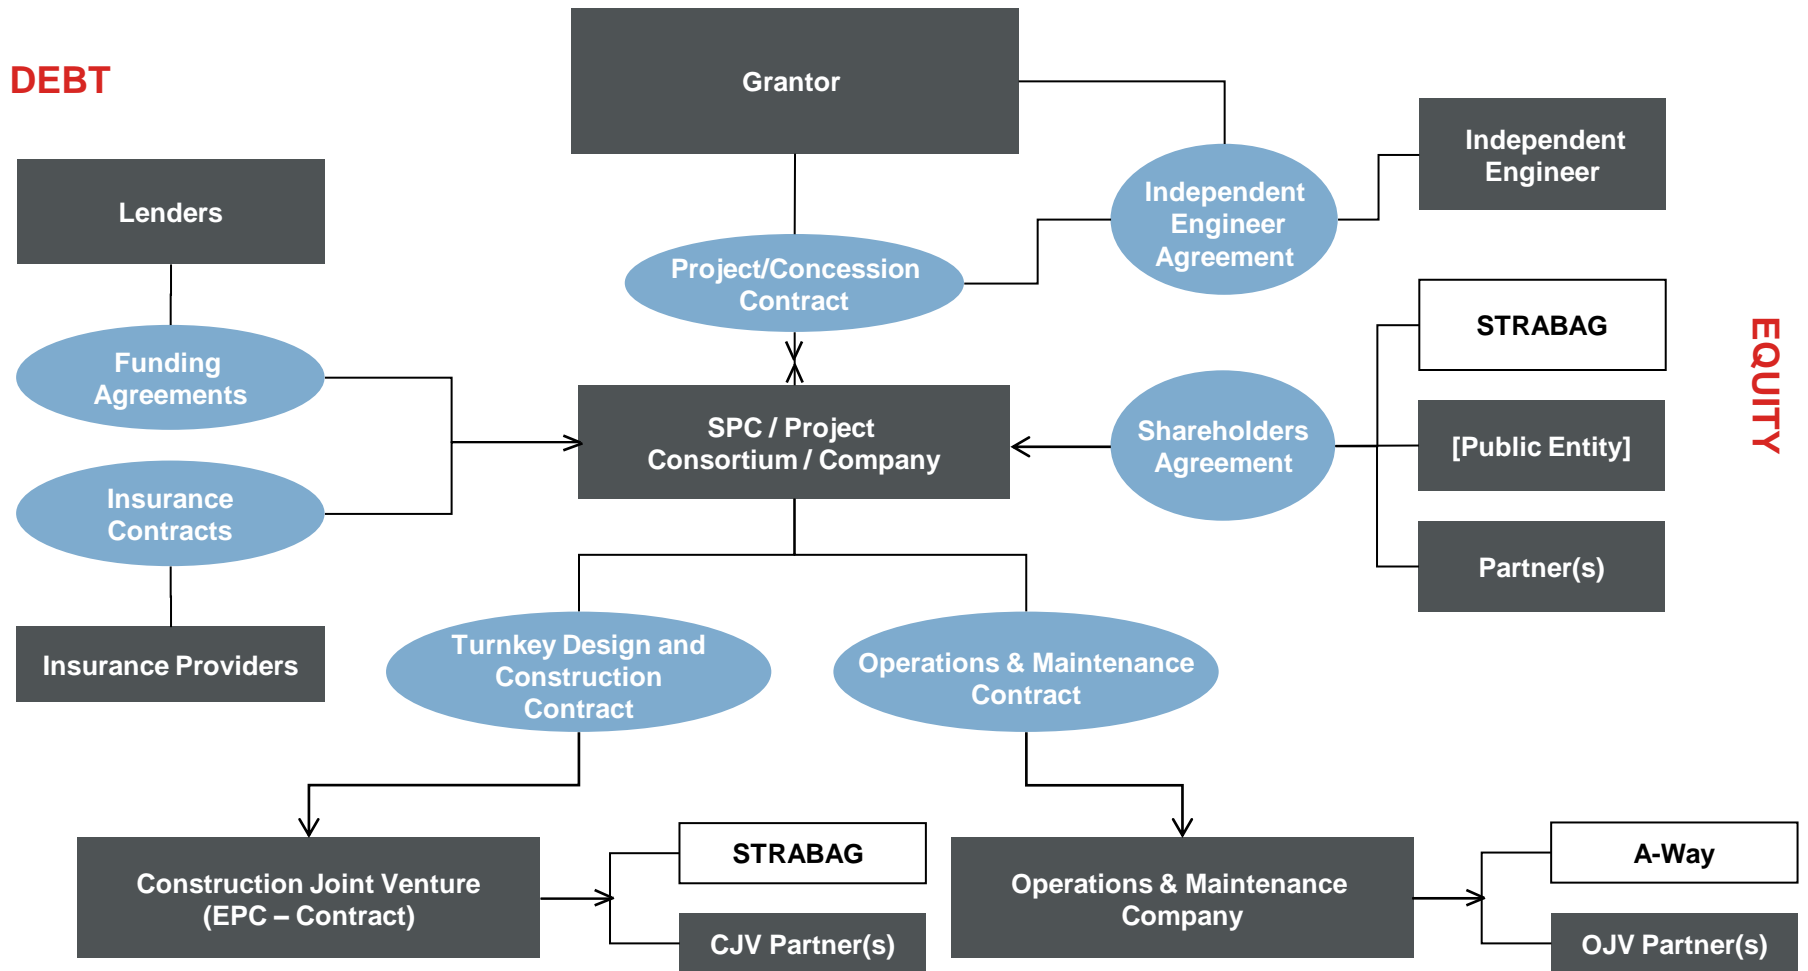 DEBT
Grantor
Independent
Engineer
Lenders
Independent
Engineer
Agreement
Project/Concession
Contract
STRABAG
EQUITY
Funding
Agreements
SPC / Project
Consortium / Company
Shareholders
Agreement
[Public Entity]
Insurance
Contracts
Partner(s)
Insurance Providers
Turnkey Design and
Construction
Contract
Operations & Maintenance
Contract
Construction Joint Venture
(EPC – Contract)
STRABAG
CJV Partner(s)
Operations & Maintenance
Company
A-Way
OJV Partner(s)